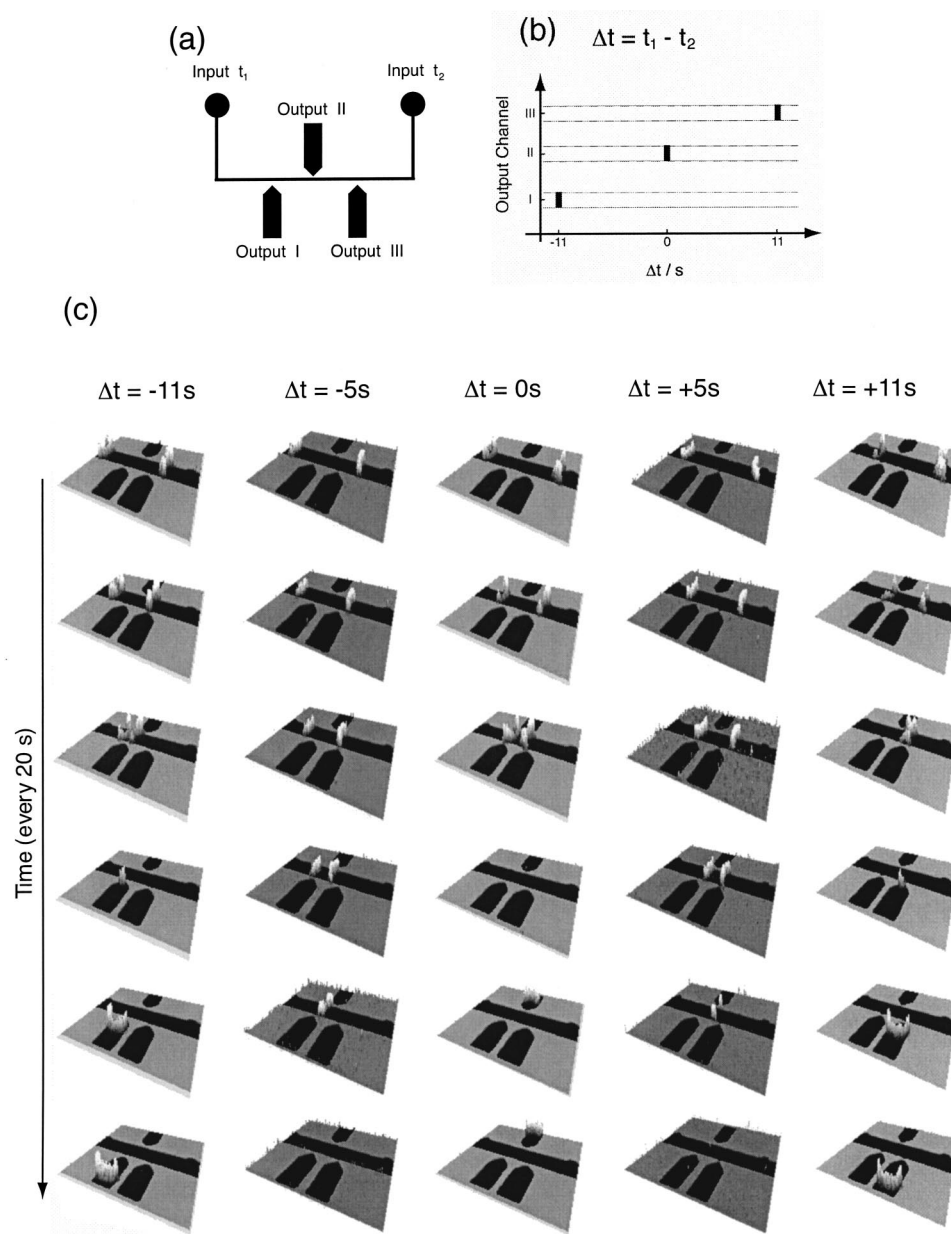 (a)
Input t₁
Input t₂
Output II
Output I
Output III
(b)
Δt = t₁ - t₂
Output Channel
III
II
I
-11
0
11
Δt / s
(c)
Δt = -11s
Δt = -5s
Δt = 0s
Δt = +5s
Δt = +11s
Time (every 20 s)